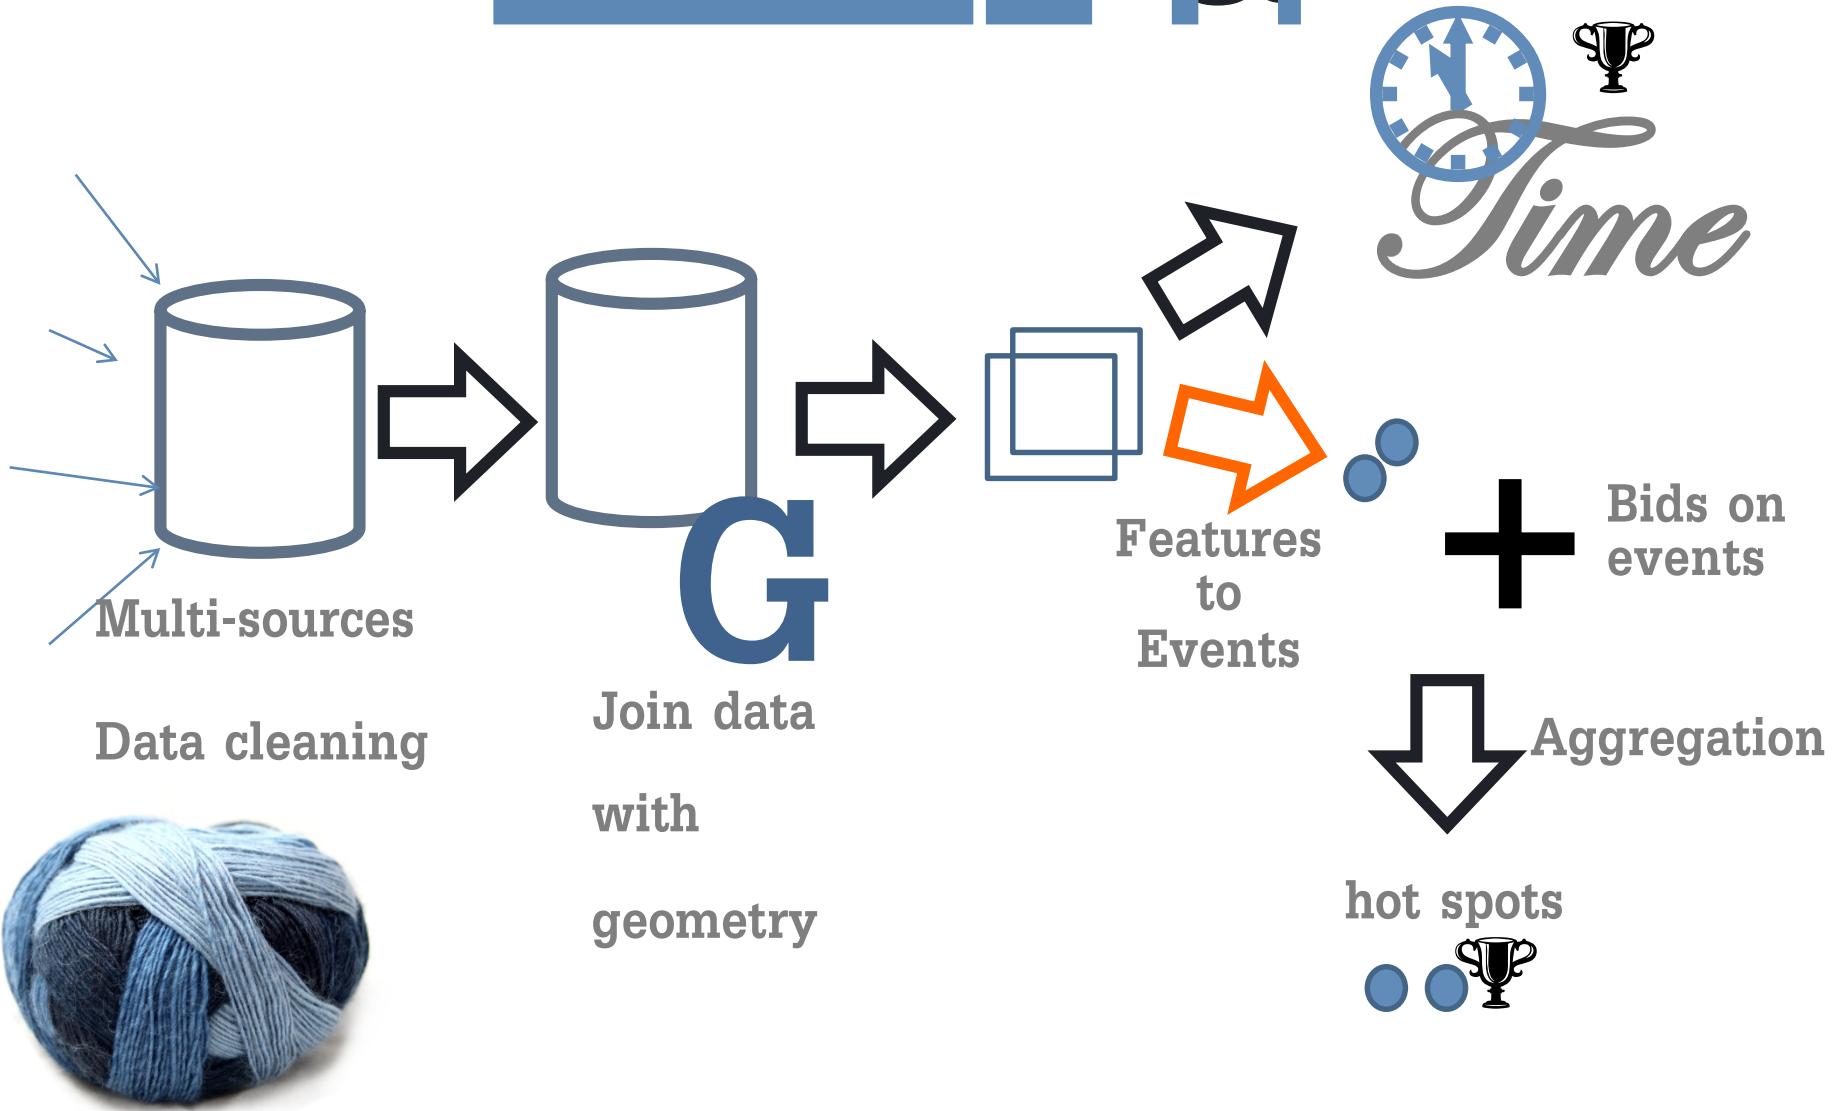 Time
Multi-sources
Data cleaning
G
Join data
with
geometry
Features
to
Events
Bids on
events
Aggregation
hot spots